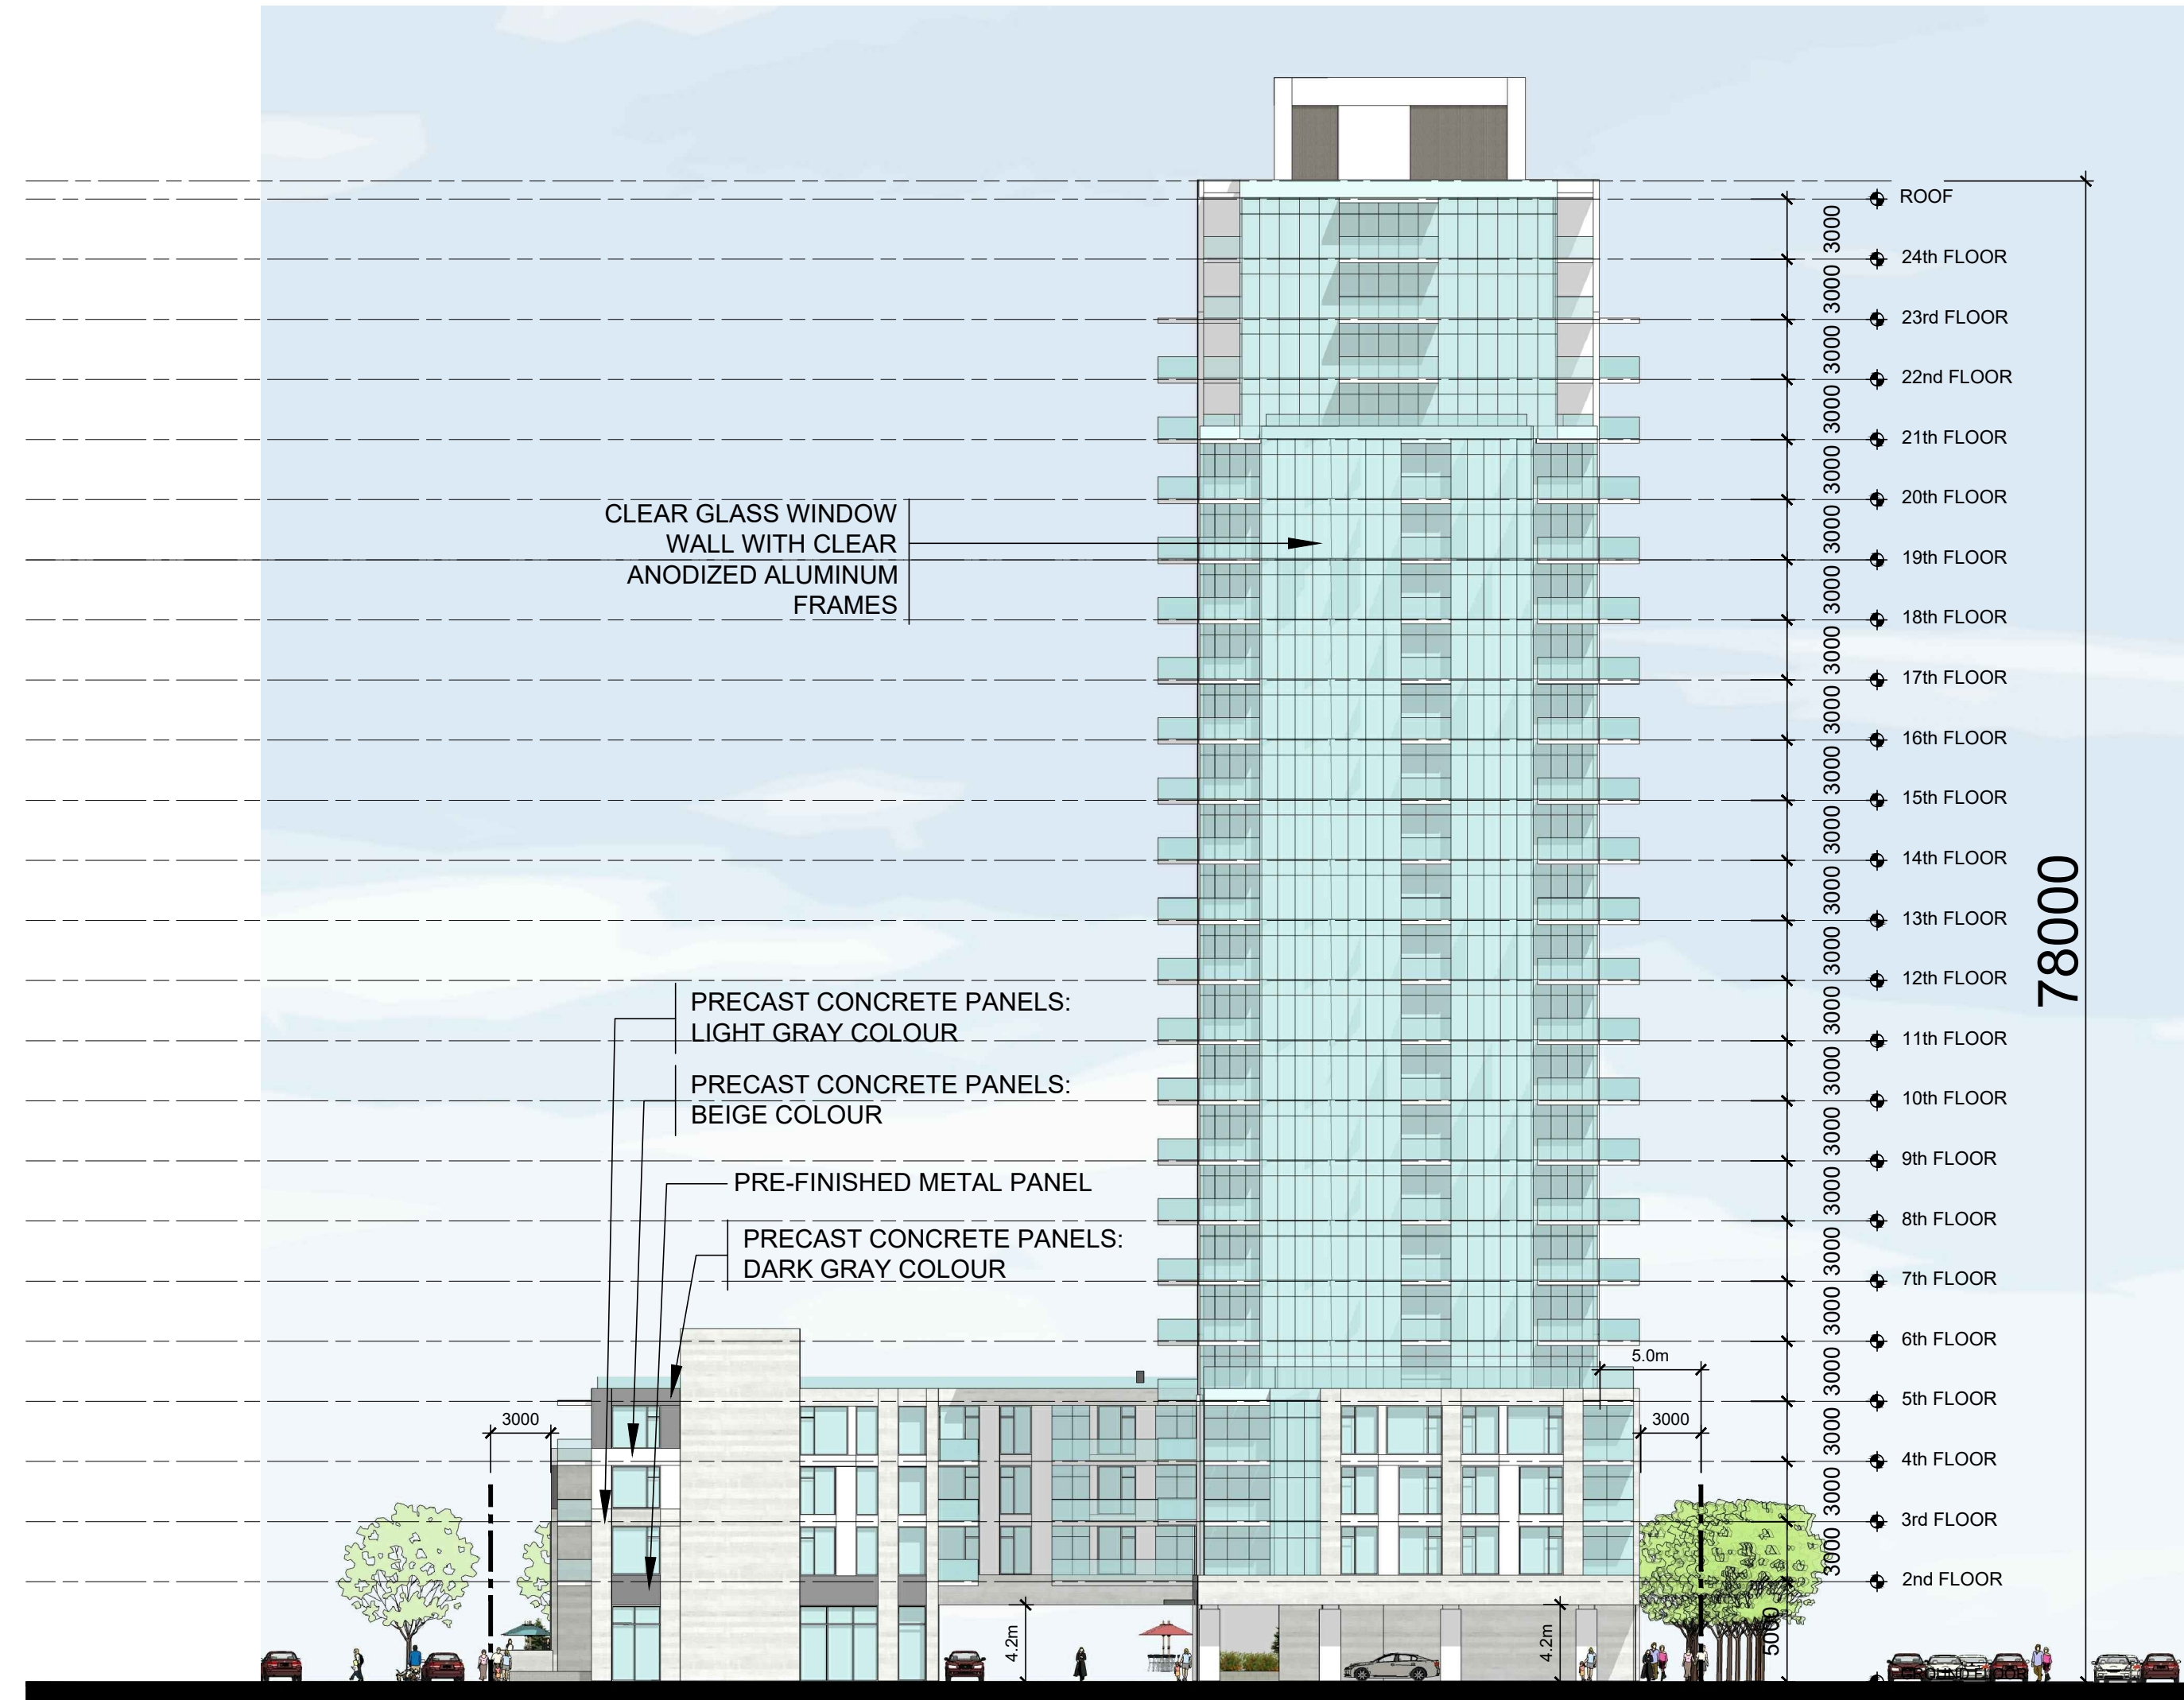 ROOF
3000
24th FLOOR
3000
23rd FLOOR
3000
22nd FLOOR
3000
21th FLOOR
3000
20th FLOOR
3000
19th FLOOR
3000
18th FLOOR
3000
17th FLOOR
3000
16th FLOOR
3000
15th FLOOR
3000
14th FLOOR
3000
13th FLOOR
3000
12th FLOOR
3000
11th FLOOR
3000
10th FLOOR
3000
9th FLOOR
3000
8th FLOOR
3000
7th FLOOR
3000
6th FLOOR
3000
5th FLOOR
3000
4th FLOOR
3000
3rd FLOOR
3000
2nd FLOOR
5000
GROUND FLOOR
78000
CLEAR GLASS WINDOW
WALL WITH CLEAR
ANODIZED ALUMINUM
FRAMES
PRECAST CONCRETE PANELS:
LIGHT GRAY COLOUR
PRECAST CONCRETE PANELS:
BEIGE COLOUR
PRE-FINISHED METAL PANEL
PRECAST CONCRETE PANELS:
DARK GRAY COLOUR
5.0m
3000
3000
4.2m
4.2m